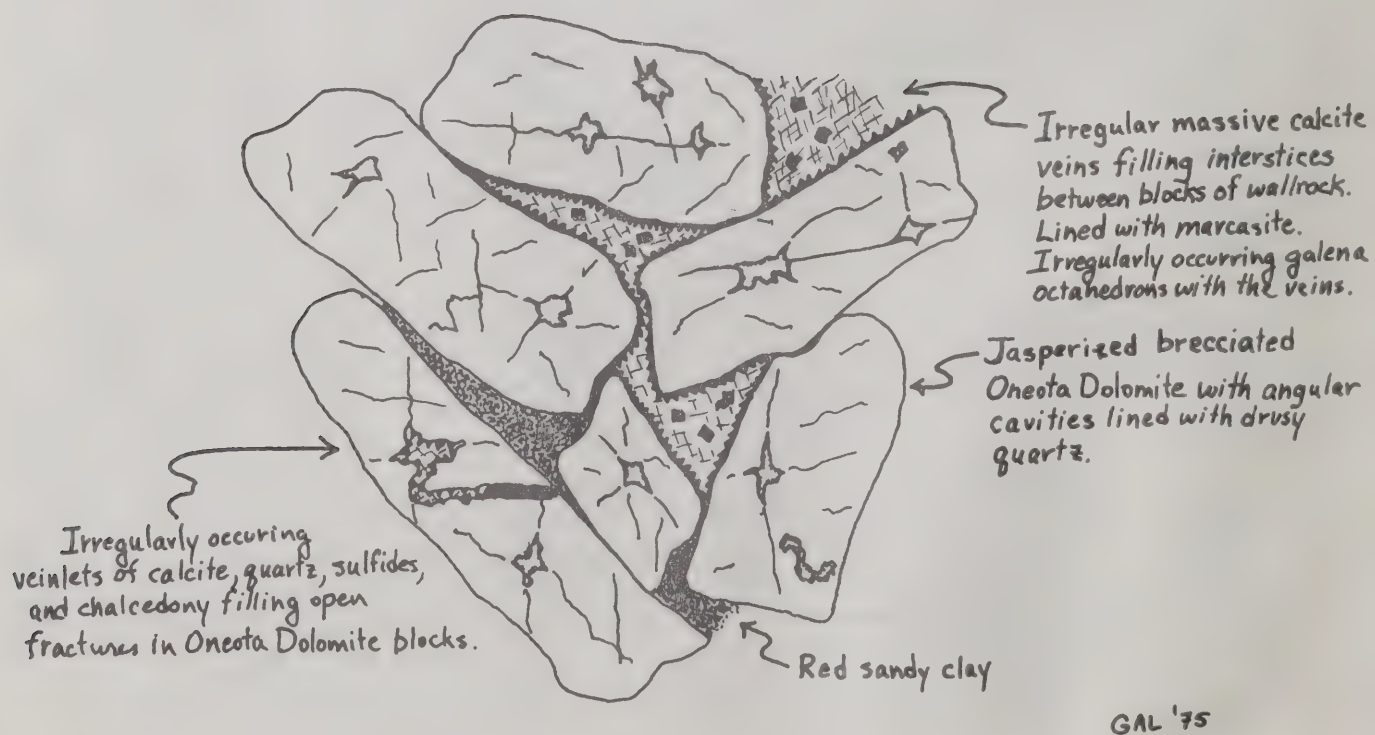 Irregular massive calcite
veins filling interstices
between blocks of wallrock.
Lined with marcasite.
Irregularly occurring galena
octahedrons with the veins.
Jasperized brecciated
Oneota Dolomite with angular
cavities lined with drusy
quartz.
Irregularly occuring
veinlets of calcite, quartz, sulfides,
and chalcedony filling open
fractures in Oneota Dolomite blocks.
Red sandy clay
GAL '75